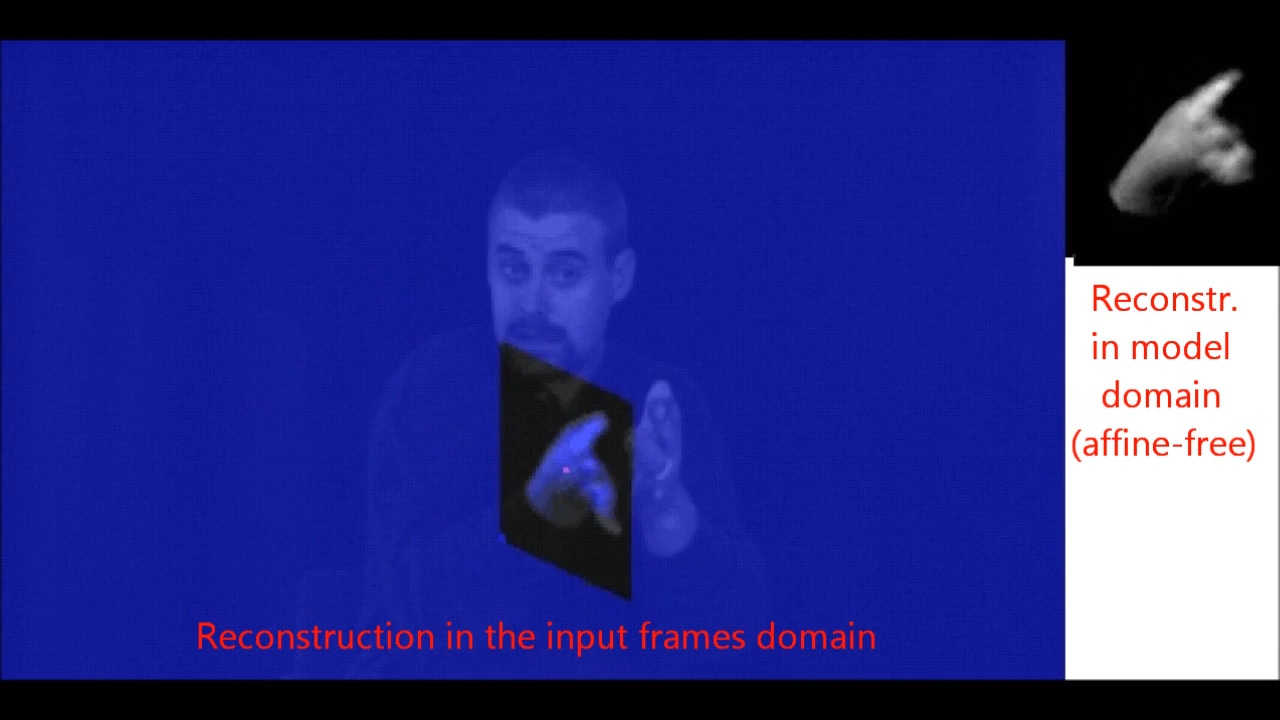 Reconstr.
in model
domain
(affine-free)
Reconstruction in the input frames domain